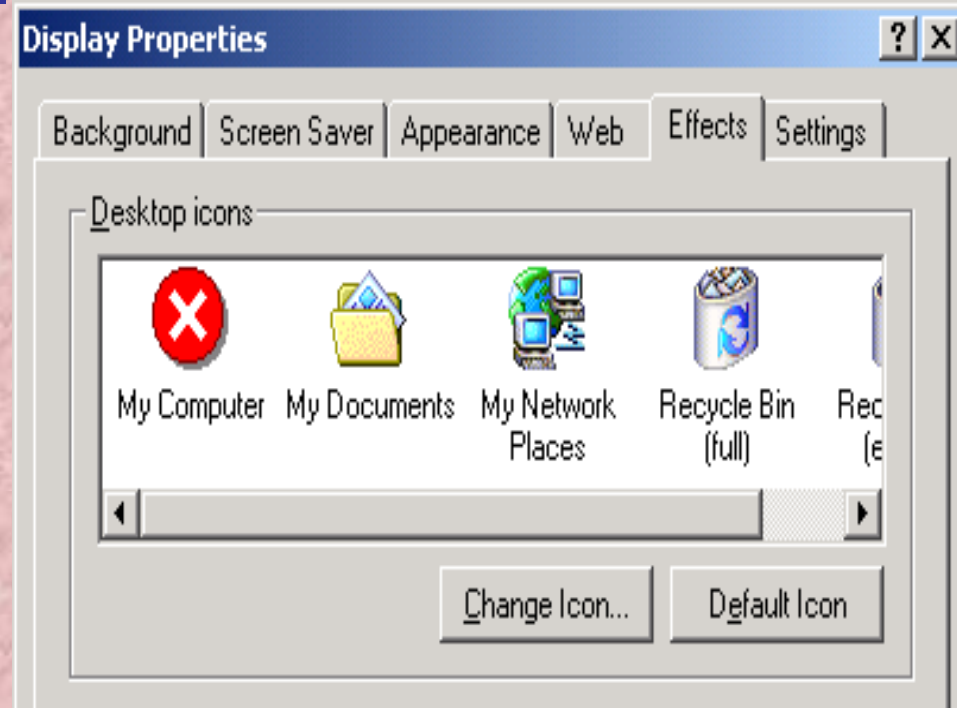 Display Properties
Background Screen Saver Appearance Web Effects Settings
Desktop icons
My Computer My Documents My Network Places Recycle Bin (full) Rec (e
Change Icon... Default Icon